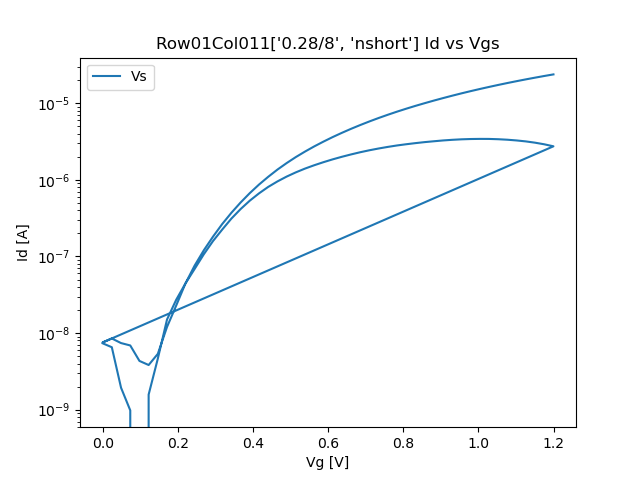 Row01Col011['0.28/8', 'nshort'] Id vs Vgs
Vs
10⁻⁵
10⁻⁶
10⁻⁷
10⁻⁸
10⁻⁹
Id [A]
0.0 0.2 0.4 0.6 0.8 1.0 1.2
Vg [V]